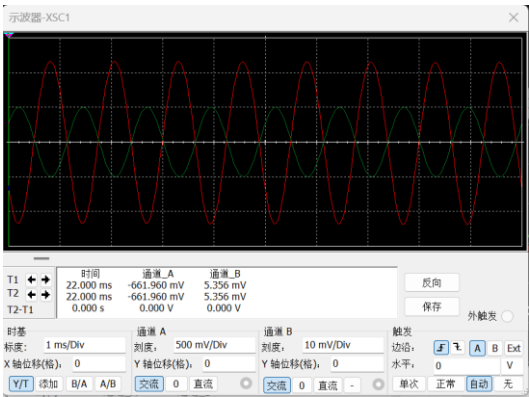 示波器-XSC1
时间 通道_A 通道_B
T1 22.000 ms -661.960 mV 5.356 mV
T2 22.000 ms -661.960 mV 5.356 mV
T2-T1 0.000 s 0.000 V 0.000 V
反向
保存
外触发
时基 通道 A 通道 B 触发
标度: 1 ms/Div 刻度: 500 mV/Div 刻度: 10 mV/Div 边沿: A B Ext
X 轴位移(格): 0 Y 轴位移(格): 0 Y 轴位移(格): 0 水平: 0 V
Y/T 添加 B/A A/B 交流 0 直流 交流 0 直流 - 单次 正常 自动 无